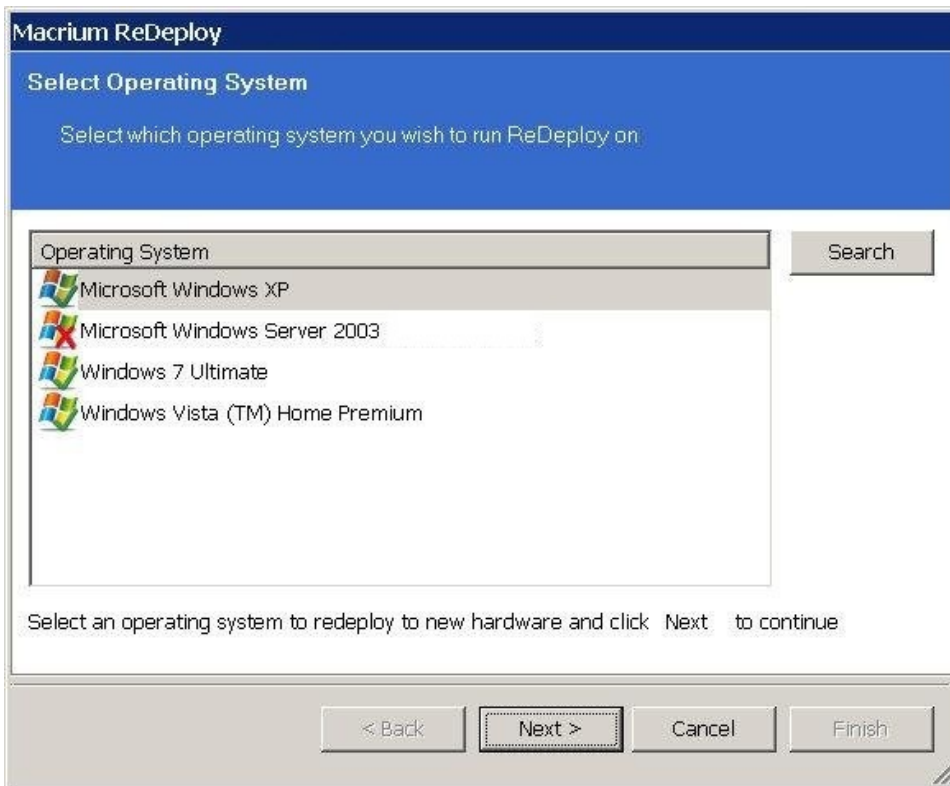 Macrium ReDeploy
Select Operating System
Select which operating system you wish to run ReDeploy on
Operating System
Search
Microsoft Windows XP
Microsoft Windows Server 2003
Windows 7 Ultimate
Windows Vista (TM) Home Premium
Select an operating system to redeploy to new hardware and click Next to continue
< Back Next > Cancel Finish